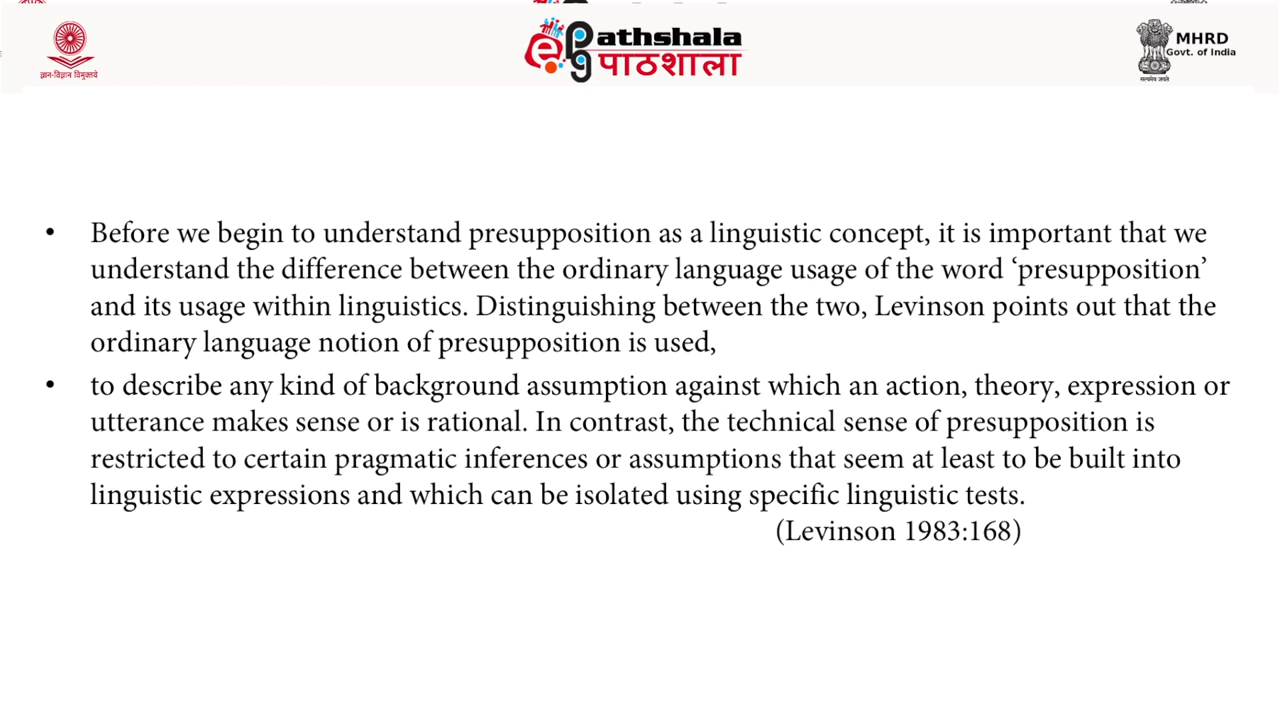 ज्ञान-विज्ञान विमुक्तये
epg athshala
पाठशाला
MHRD
Govt. of India
सत्यमेव जयते
• Before we begin to understand presupposition as a linguistic concept, it is important that we
understand the difference between the ordinary language usage of the word ‘presupposition’
and its usage within linguistics. Distinguishing between the two, Levinson points out that the
ordinary language notion of presupposition is used,
• to describe any kind of background assumption against which an action, theory, expression or
utterance makes sense or is rational. In contrast, the technical sense of presupposition is
restricted to certain pragmatic inferences or assumptions that seem at least to be built into
linguistic expressions and which can be isolated using specific linguistic tests.
(Levinson 1983:168)